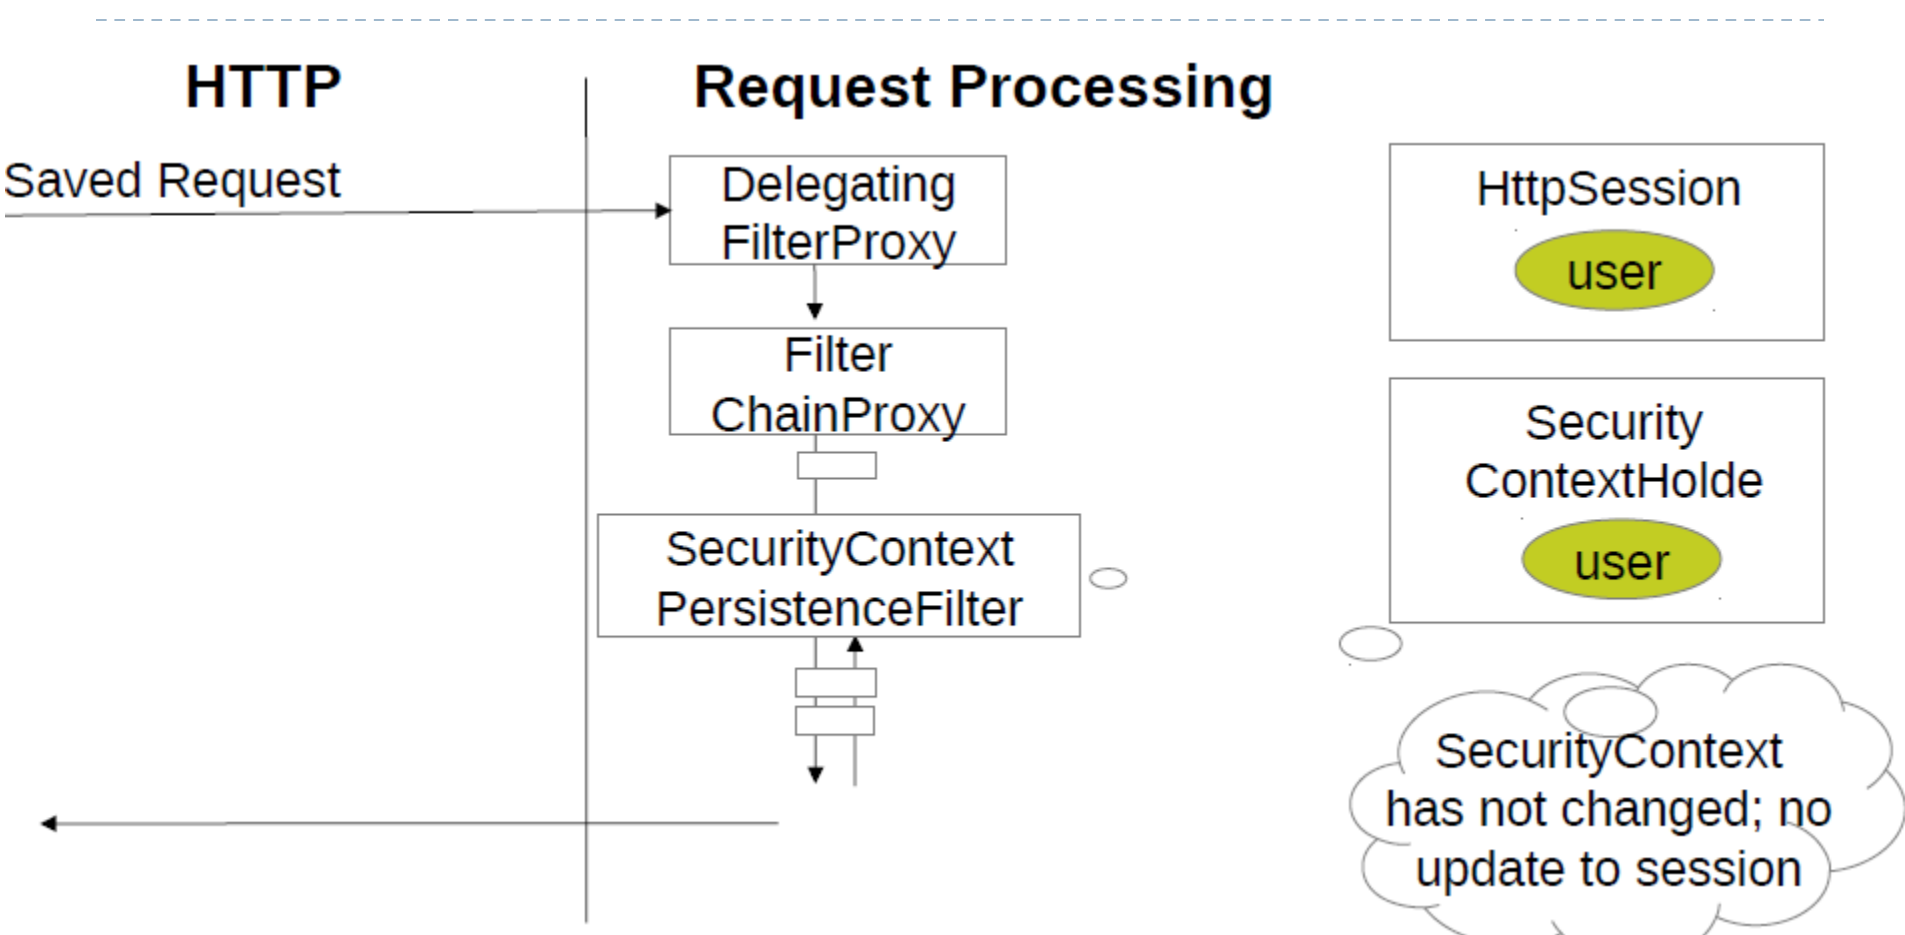 HTTP
Request Processing
Saved Request
Delegating
FilterProxy
Filter
ChainProxy
SecurityContext
PersistenceFilter
HttpSession
user
Security
ContextHolde
user
SecurityContext
has not changed; no
update to session